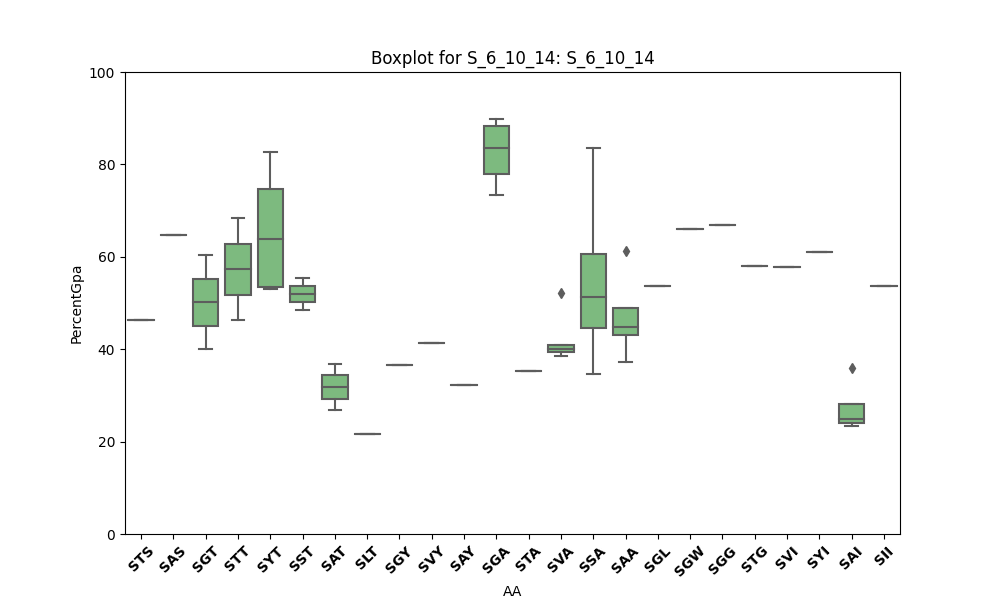 Boxplot for S_6_10_14: S_6_10_14
100
80
60
40
20
0
PercentGpa
STS SAS SGT STT SYT SST SAT SLT SGY SVY SAY SGA STA SVA SSA SAA SGL SGW SGG STG SVI SYI SAI SII
AA